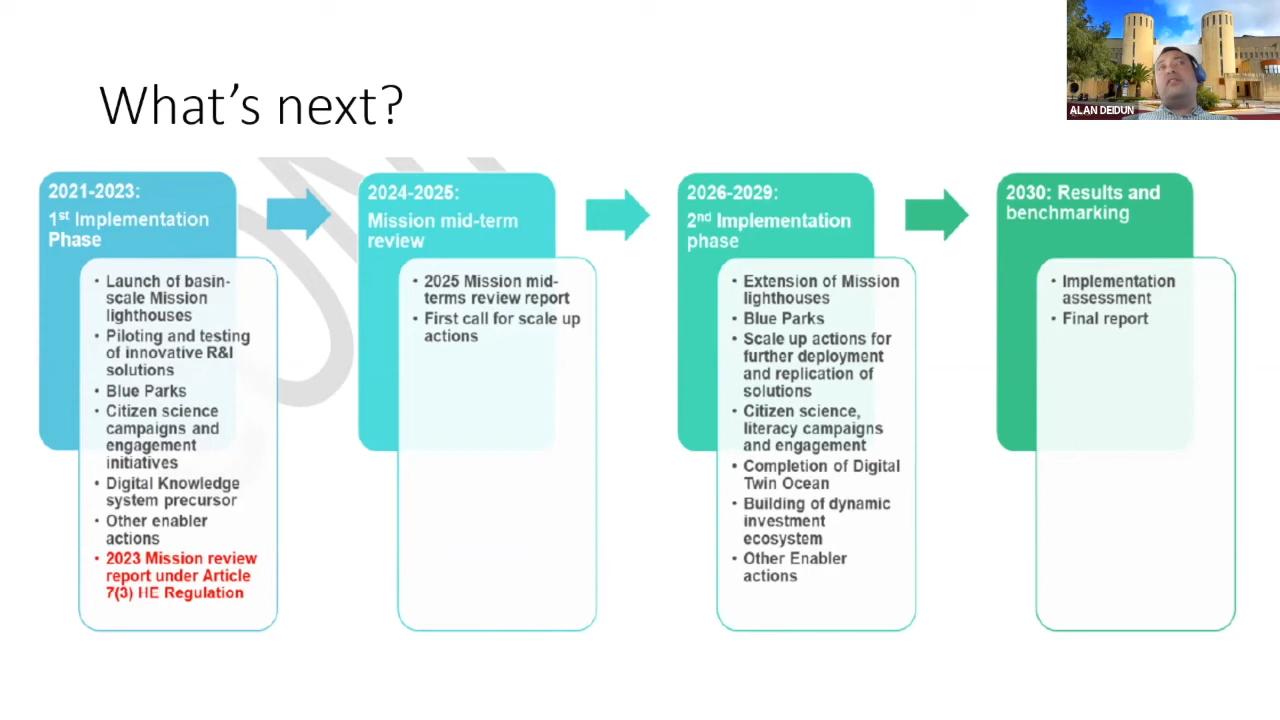 What's next?
ALAN DEIDUN
2021-2023:
1st Implementation
Phase
• Launch of basin-
scale Mission
lighthouses
• Piloting and testing
of innovative R&I
solutions
• Blue Parks
• Citizen science
campaigns and
engagement
initiatives
• Digital Knowledge
system precursor
• Other enabler
actions
• 2023 Mission review
report under Article
7(3) HE Regulation
2024-2025:
Mission mid-term
review
• 2025 Mission mid-
terms review report
• First call for scale up
actions
2026-2029:
2nd Implementation
phase
• Extension of Mission
lighthouses
• Blue Parks
• Scale up actions for
further deployment
and replication of
solutions
• Citizen science,
literacy campaigns
and engagement
• Completion of Digital
Twin Ocean
• Building of dynamic
investment
ecosystem
• Other Enabler
actions
2030: Results and
benchmarking
• Implementation
assessment
• Final report